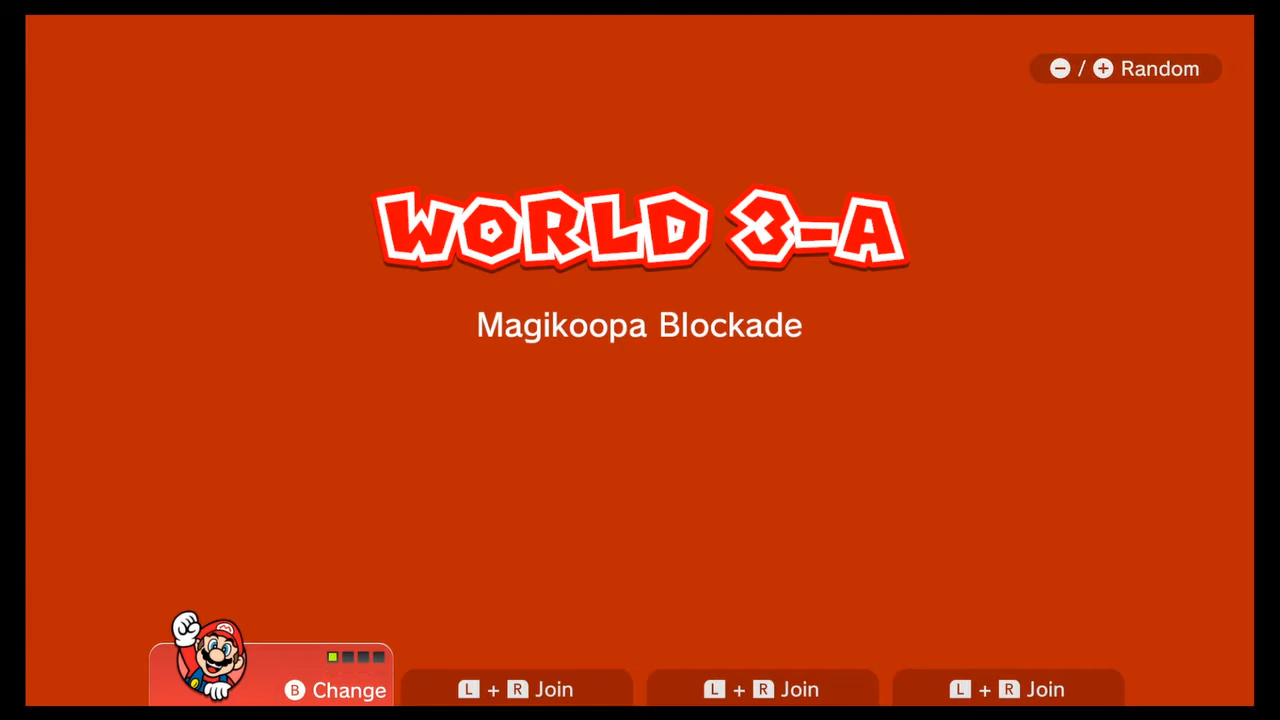 − / + Random
WORLD 3-A
Magikoopa Blockade
B Change
L + R Join
L + R Join
L + R Join